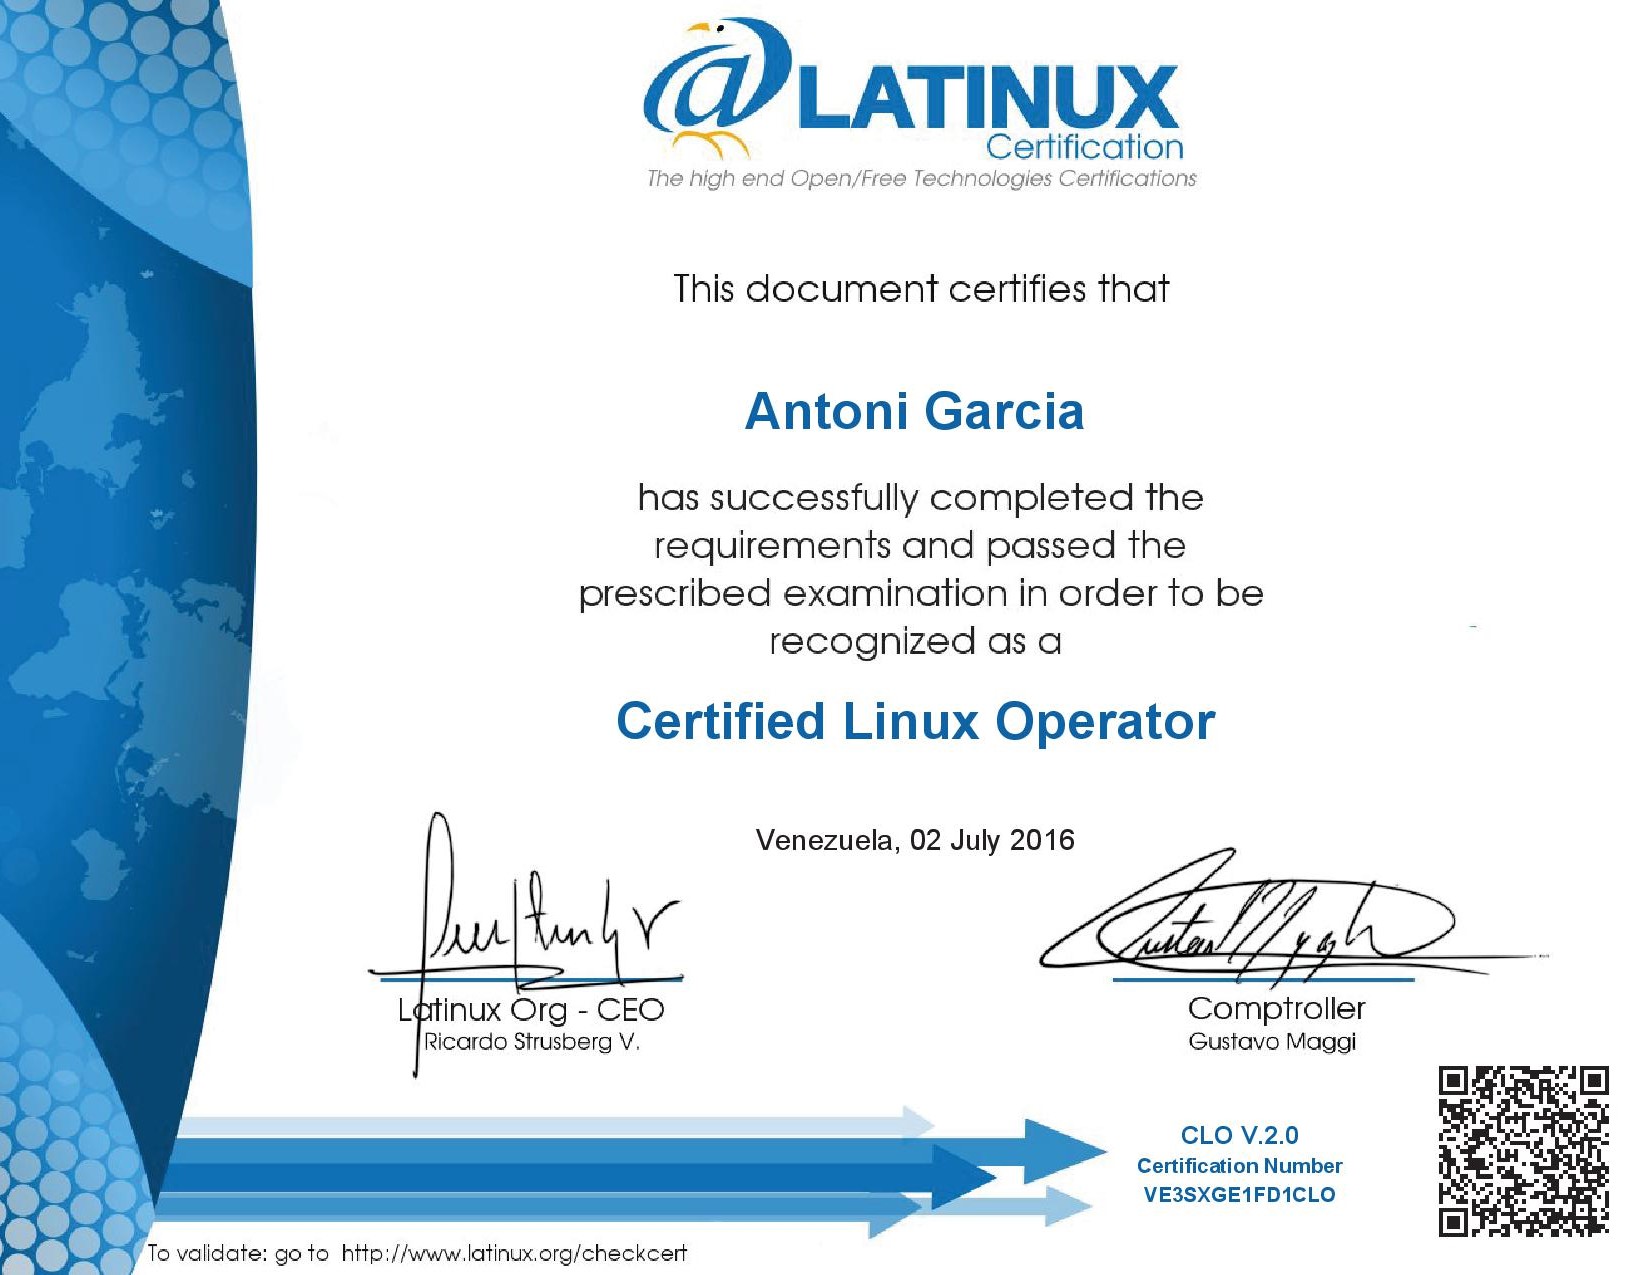 LATINUX
Certification
The high end Open/Free Technologies Certifications
This document certifies that
Antoni Garcia
has successfully completed the
requirements and passed the
prescribed examination in order to be
recognized as a
Certified Linux Operator
Venezuela, 02 July 2016
Latinux Org - CEO
Ricardo Strusberg V.
Comptroller
Gustavo Maggi
CLO V.2.0
Certification Number
VE3SXGE1FD1CLO
To validate: go to http://www.latinux.org/checkcert